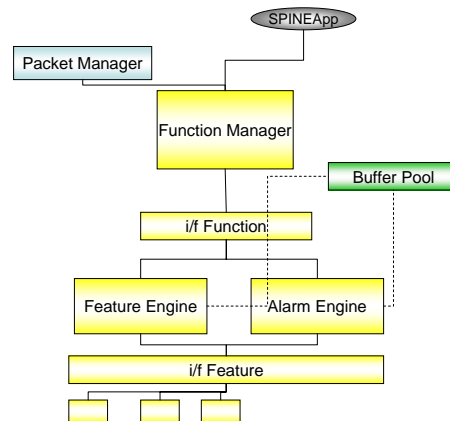 SPINEApp
Packet Manager
Function Manager
Buffer Pool
i/f Function
Feature Engine
Alarm Engine
i/f Feature